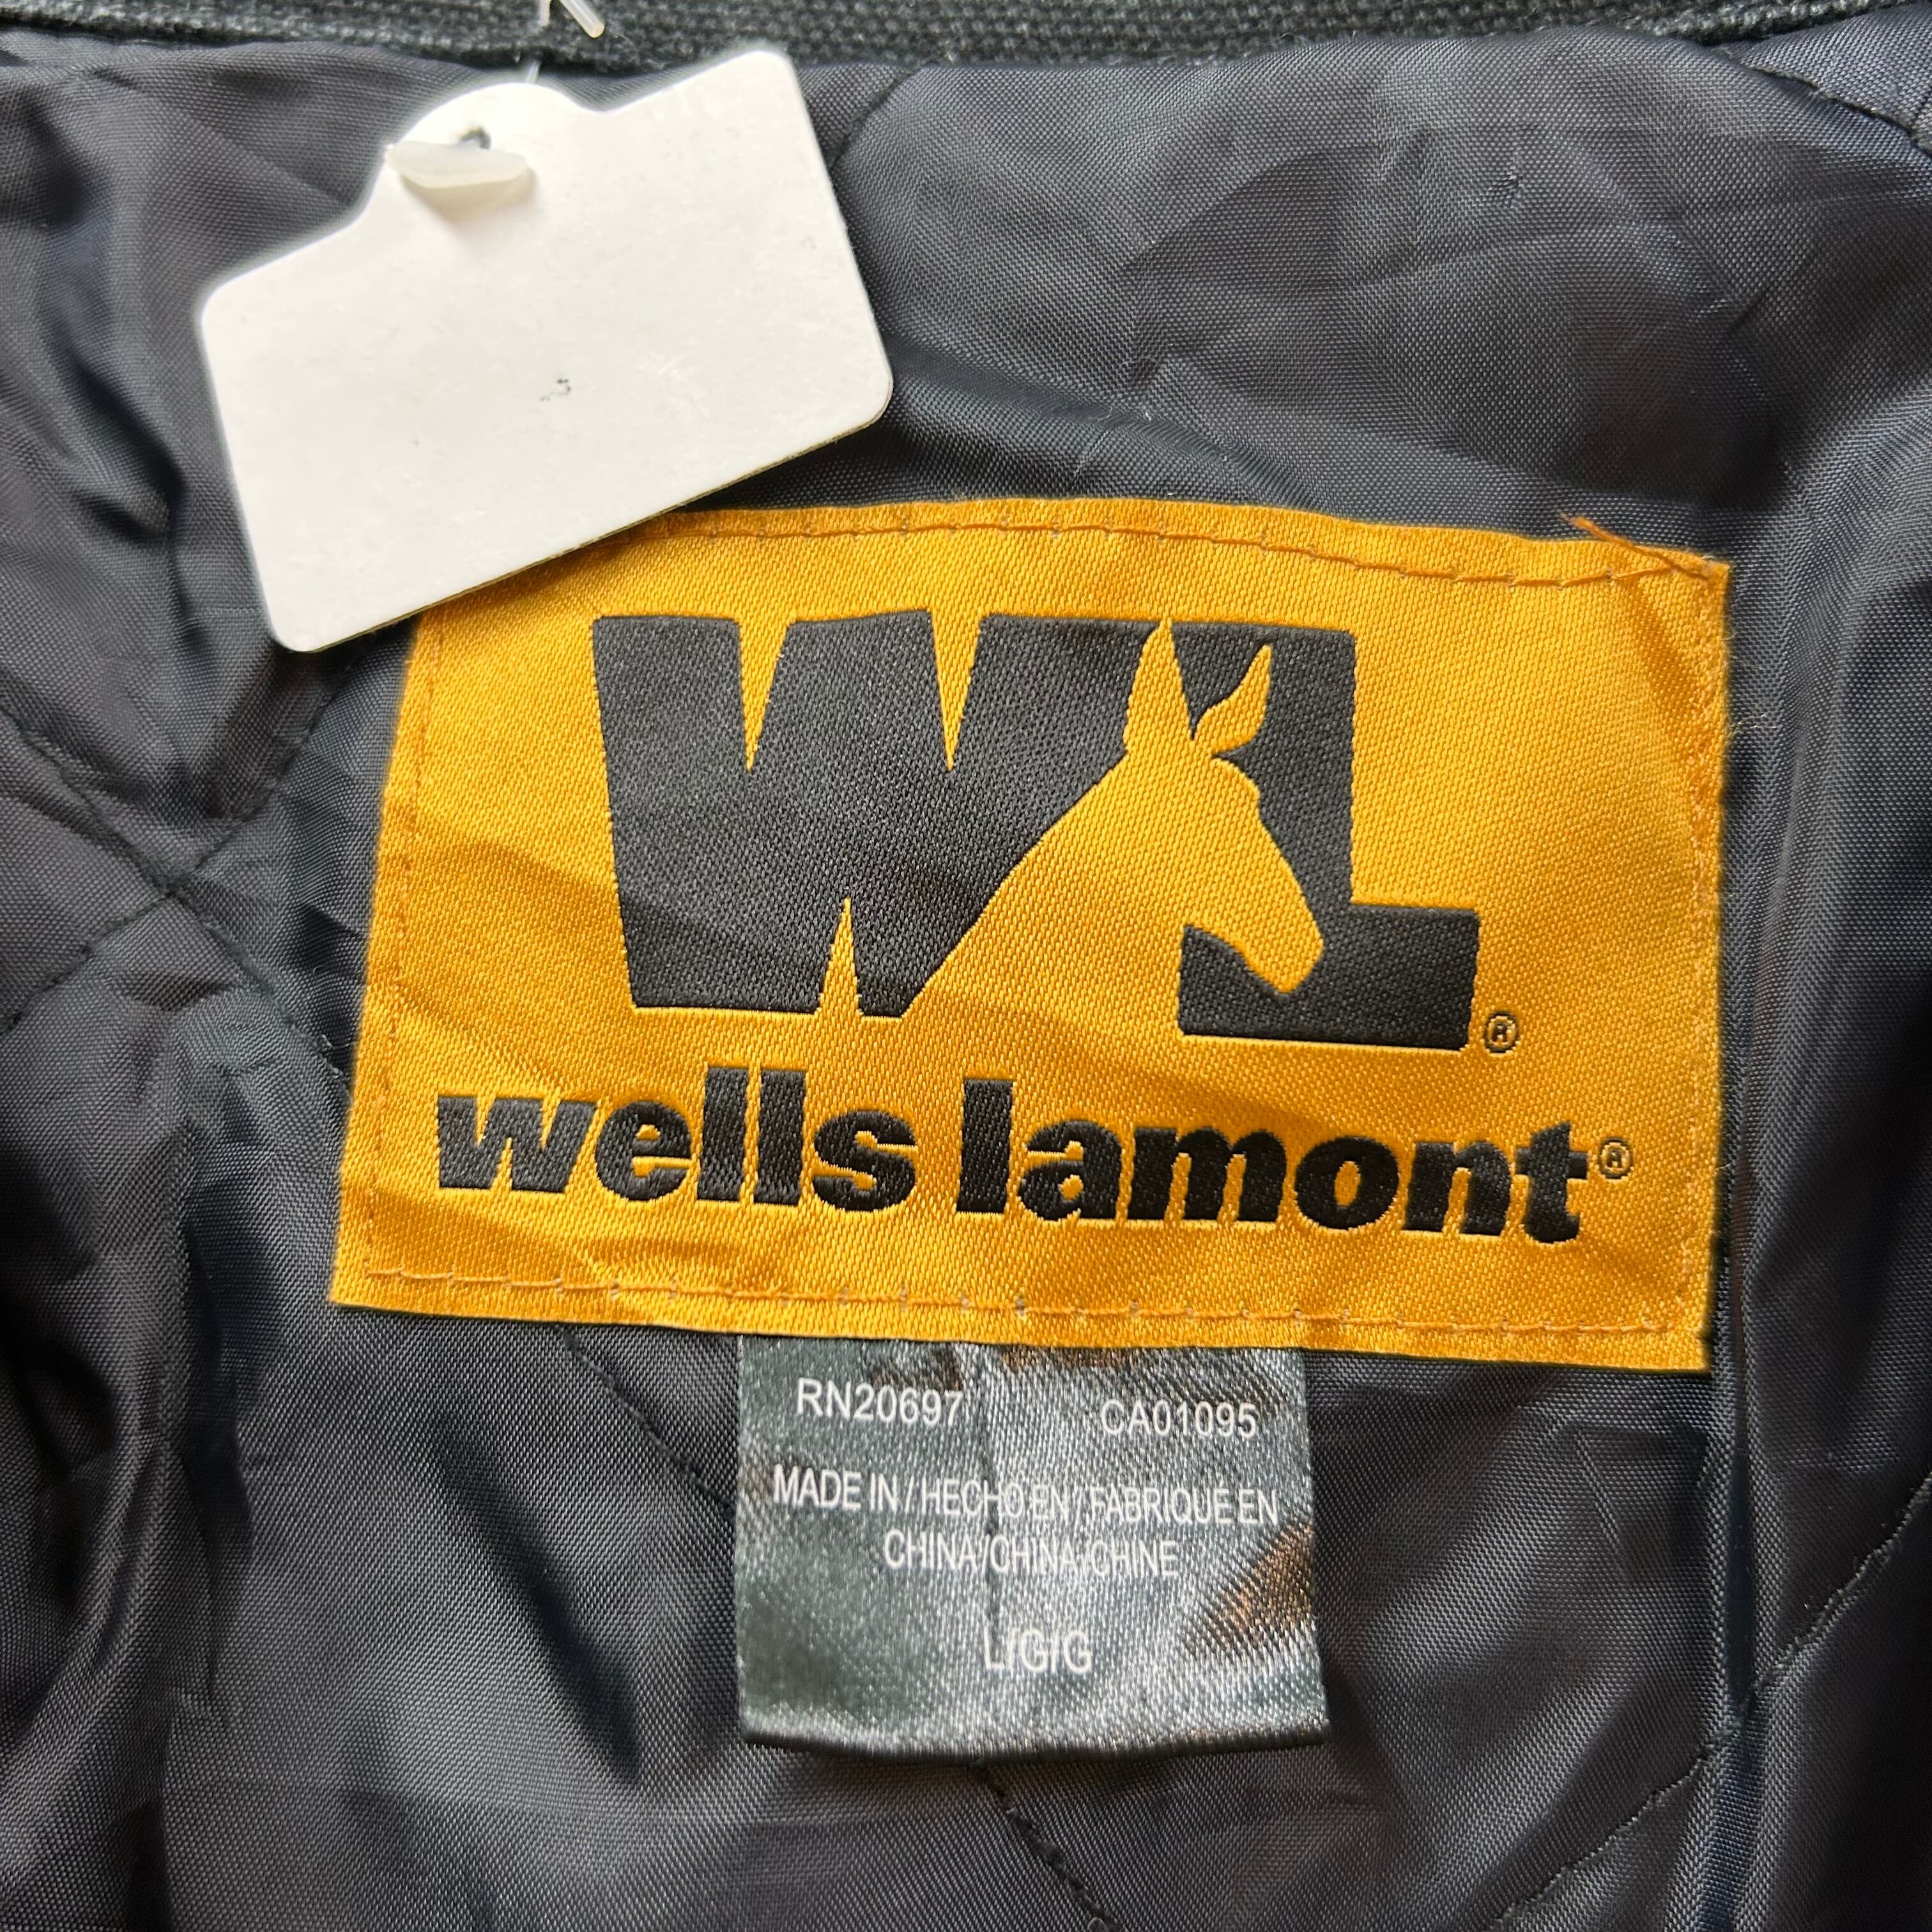 WL®
wells lamont®
RN20697 CA01095
MADE IN / HECHO EN / FABRIQUE EN
CHINA/CHINA/CHINE
L/G/G